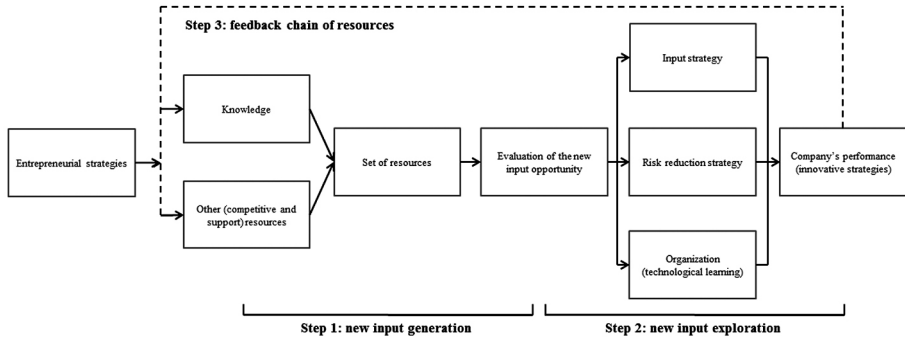 Step 3: feedback chain of resources
Input strategy
Knowledge
Entrepreneurial strategies
Set of resources
Evaluation of the new
input opportunity
Risk reduction strategy
Company's performance
(innovative strategies)
Other (competitive and
support) resources
Organization
(technological learning)
Step 1: new input generation
Step 2: new input exploration